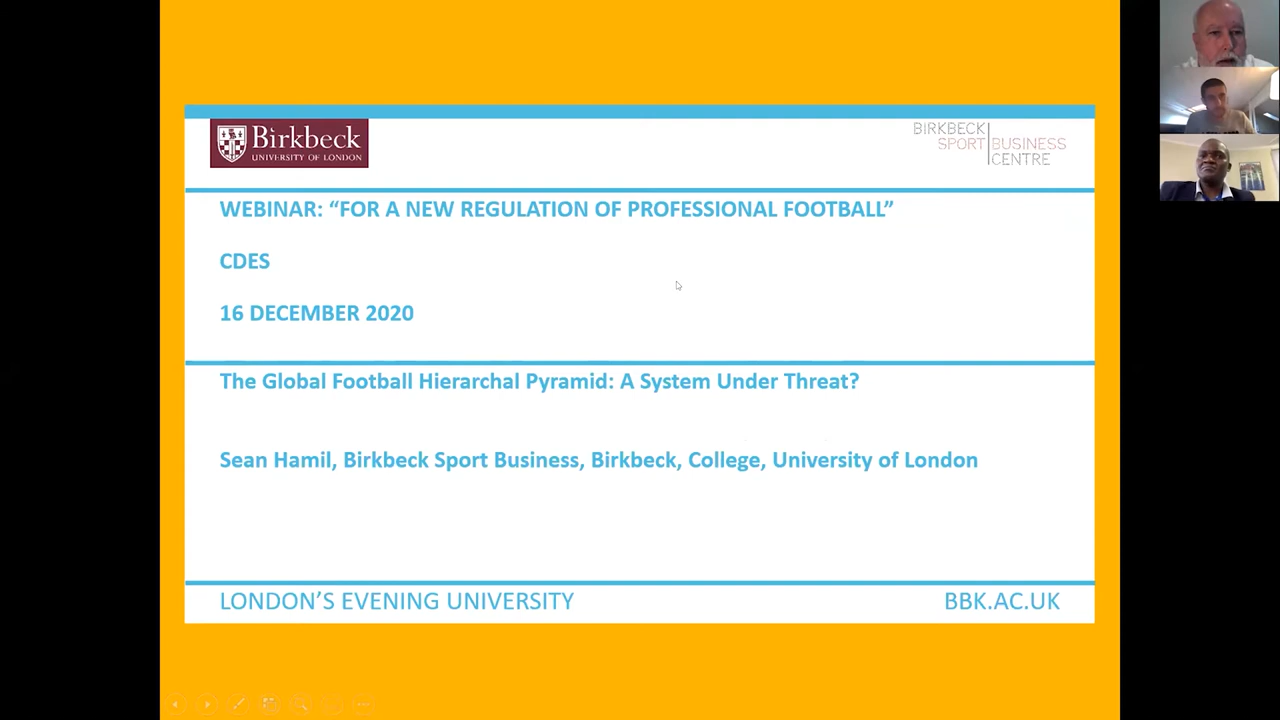 Birkbeck
UNIVERSITY OF LONDON
BIRKBECK
SPORT BUSINESS
CENTRE
WEBINAR: “FOR A NEW REGULATION OF PROFESSIONAL FOOTBALL”
CDES
16 DECEMBER 2020
The Global Football Hierarchal Pyramid: A System Under Threat?
Sean Hamil, Birkbeck Sport Business, Birkbeck, College, University of London
LONDON’S EVENING UNIVERSITY
BBK.AC.UK